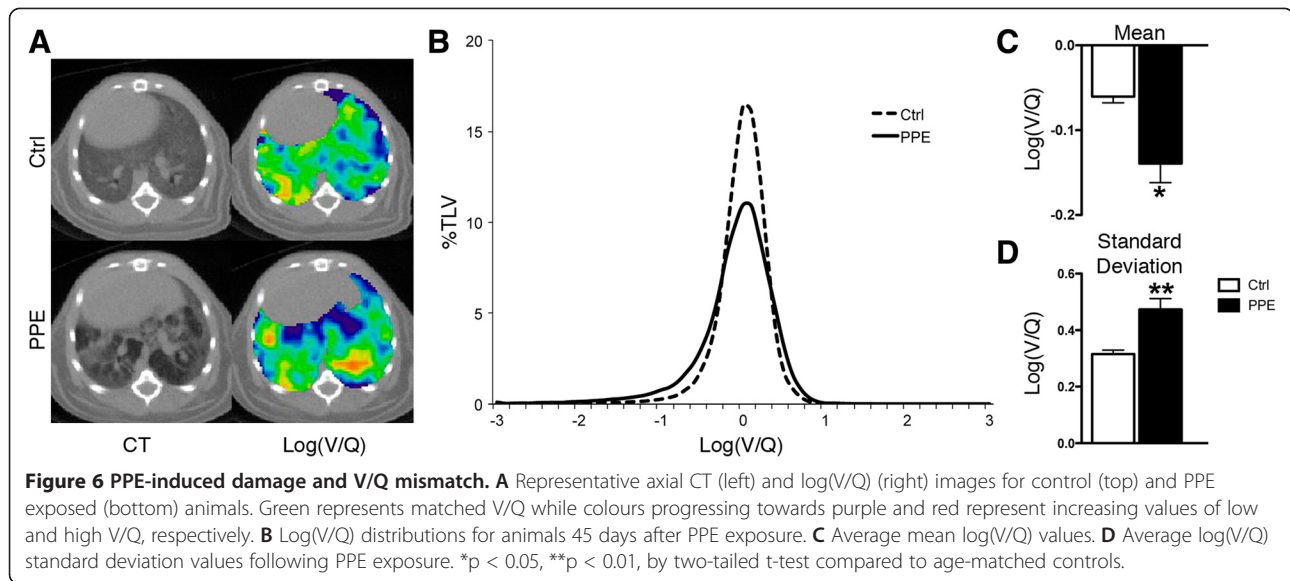 A
Ctrl
PPE
CT
Log(V/Q)
B
20
15
10
5
0
%TLV
-3
-2
-1
0
1
2
3
Log(V/Q)
Ctrl
PPE
C
Mean
0.0
-0.1
-0.2
Log(V/Q)
*
D
Standard
Deviation
0.6
0.4
0.2
0.0
Log(V/Q)
**
Ctrl
PPE
Figure 6 PPE-induced damage and V/Q mismatch. A Representative axial CT (left) and log(V/Q) (right) images for control (top) and PPE
exposed (bottom) animals. Green represents matched V/Q while colours progressing towards purple and red represent increasing values of low
and high V/Q, respectively. B Log(V/Q) distributions for animals 45 days after PPE exposure. C Average mean log(V/Q) values. D Average log(V/Q)
standard deviation values following PPE exposure. *p < 0.05, **p < 0.01, by two-tailed t-test compared to age-matched controls.